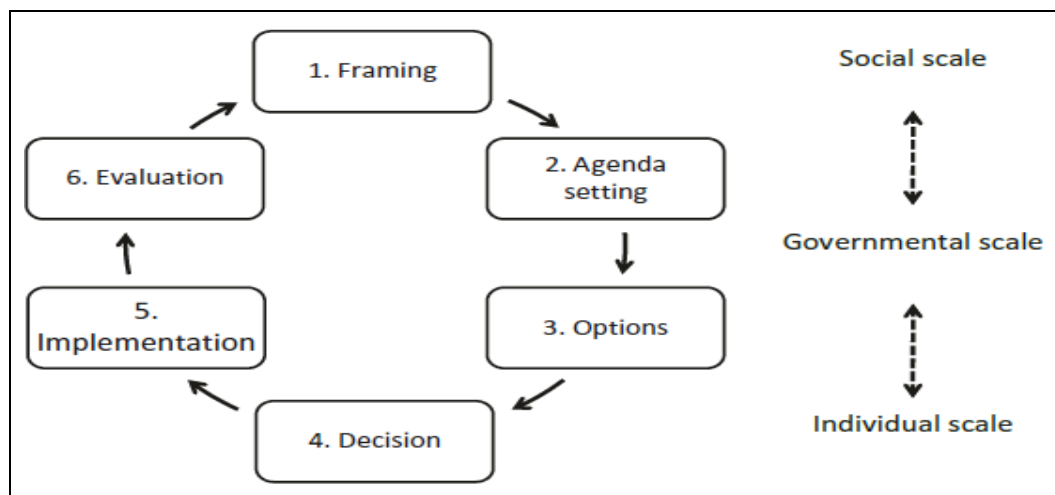 1. Framing
2. Agenda
setting
3. Options
4. Decision
5.
Implementation
6. Evaluation
Social scale
Governmental scale
Individual scale